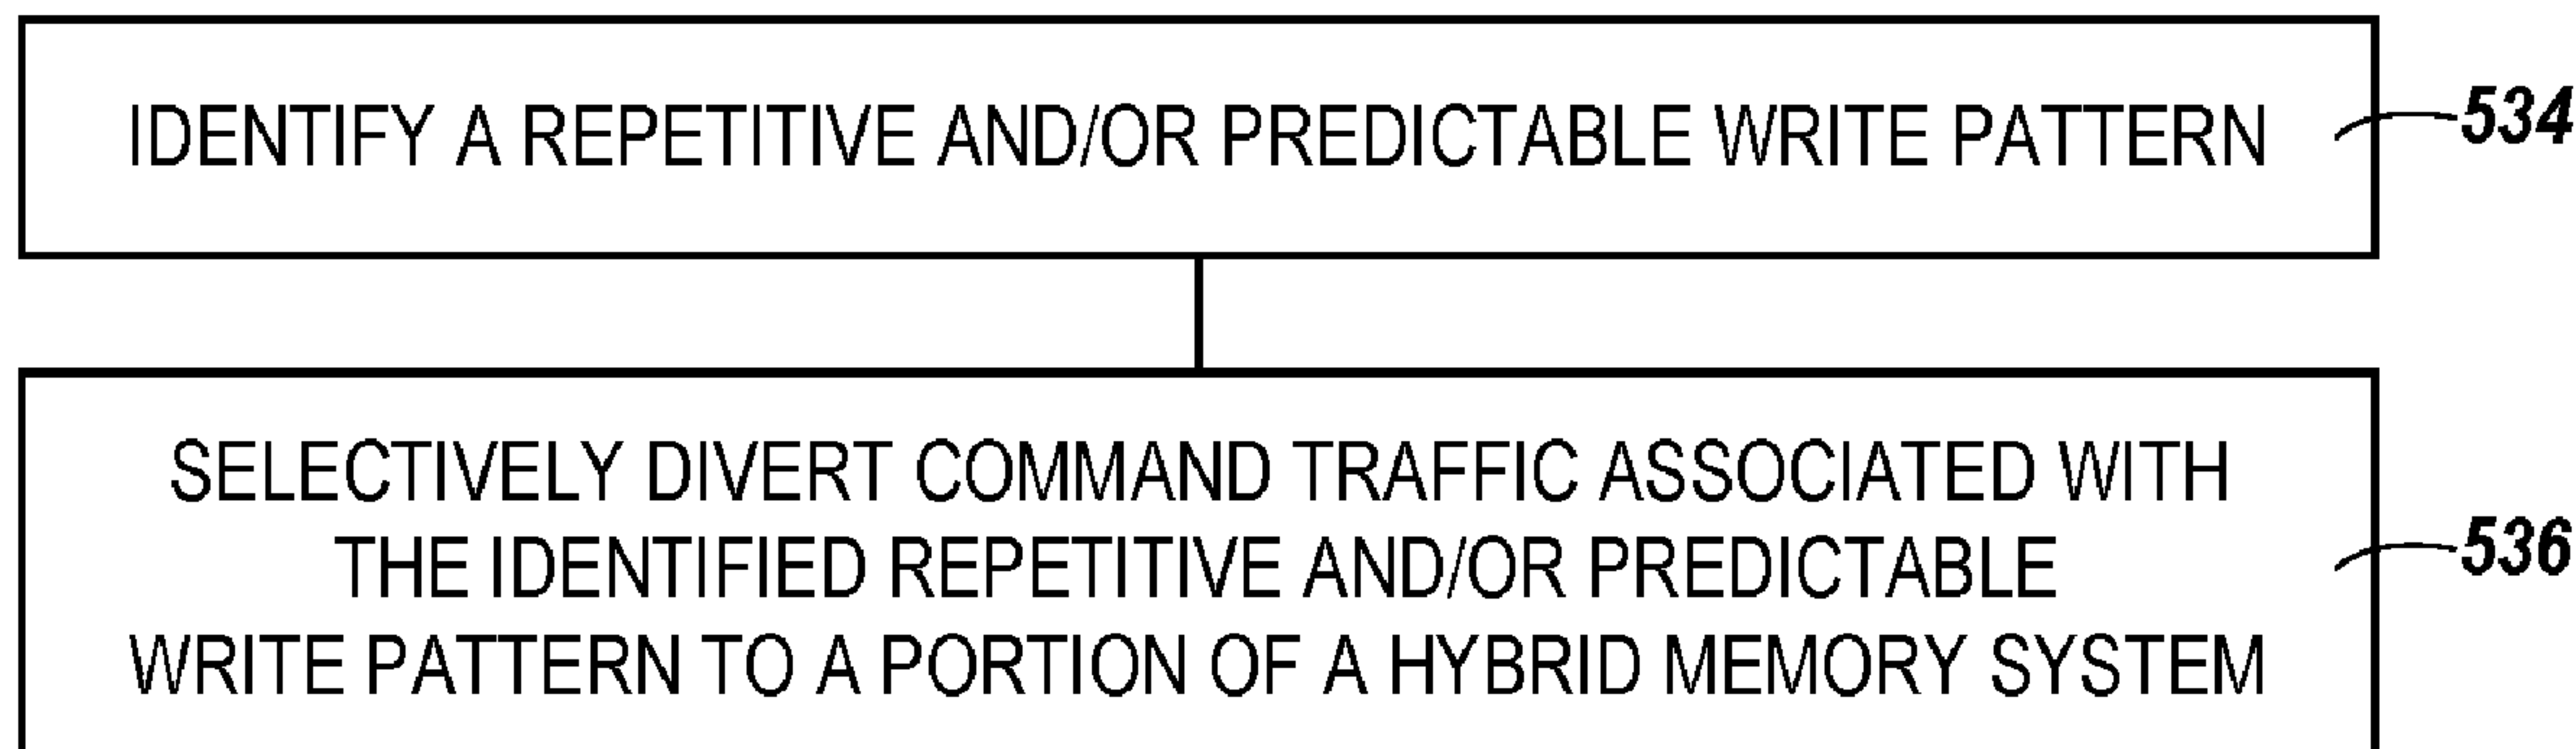 IDENTIFY A REPETITIVE AND/OR PREDICTABLE WRITE PATTERN
534
SELECTIVELY DIVERT COMMAND TRAFFIC ASSOCIATED WITH
THE IDENTIFIED REPETITIVE AND/OR PREDICTABLE
536
WRITE PATTERN TO A PORTION OF A HYBRID MEMORY SYSTEM